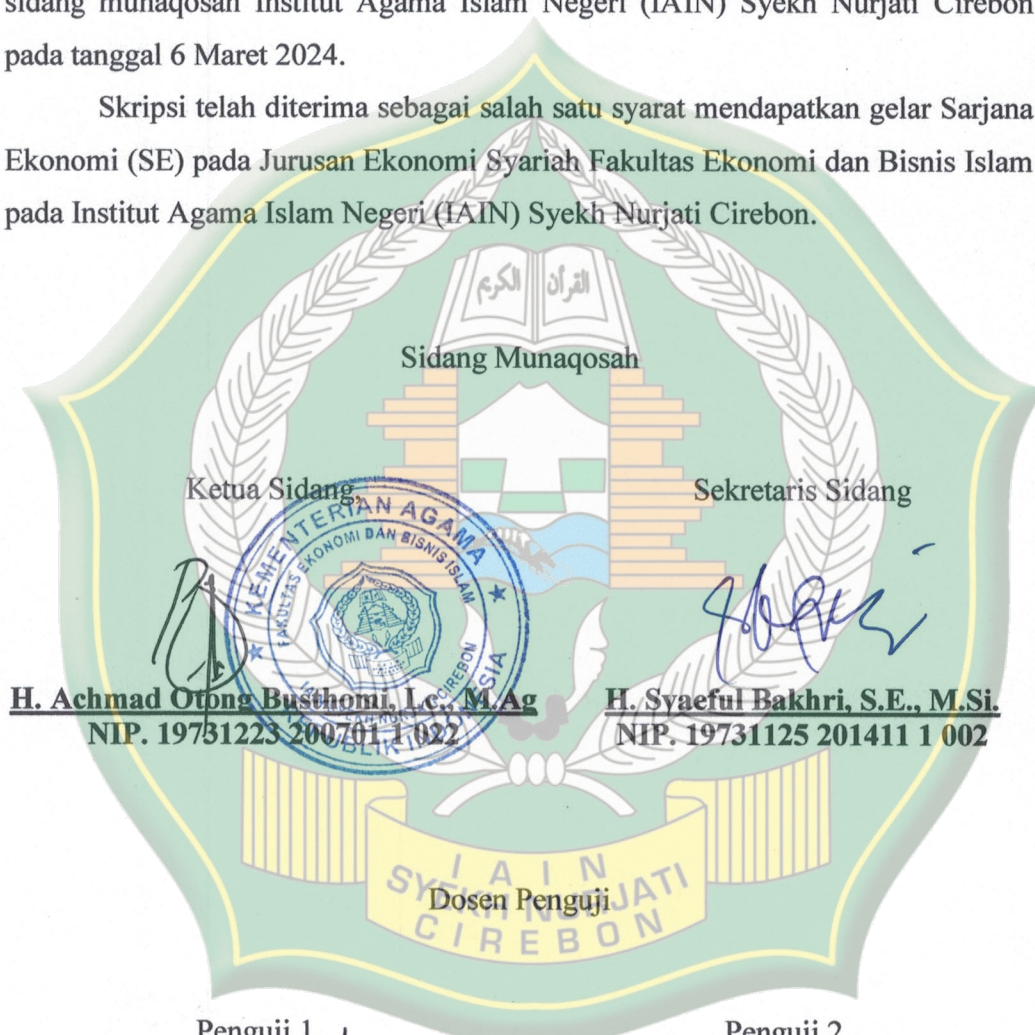 sidang munaqosah Institut Agama Islam Negeri (IAIN) Syekh Nurjati Cirebon
pada tanggal 6 Maret 2024.
Skripsi telah diterima sebagai salah satu syarat mendapatkan gelar Sarjana
Ekonomi (SE) pada Jurusan Ekonomi Syariah Fakultas Ekonomi dan Bisnis Islam
pada Institut Agama Islam Negeri (IAIN) Syekh Nurjati Cirebon.
القرآن الكريم
Sidang Munaqosah
Ketua Sidang,
Sekretaris Sidang
KEMENTERIAN AGAMA
FAKULTAS EKONOMI DAN BISNIS ISLAM
CIREBON
REPUBLIK INDONESIA
H. Achmad Otong Busthomi, Lc., M.Ag
NIP. 19731223 200701 1 022
H. Syaeful Bakhri, S.E., M.Si.
NIP. 19731125 201411 1 002
IAIN
SYEKH NURJATI
CIREBON
Dosen Penguji
Penguji 1
Penguji 2